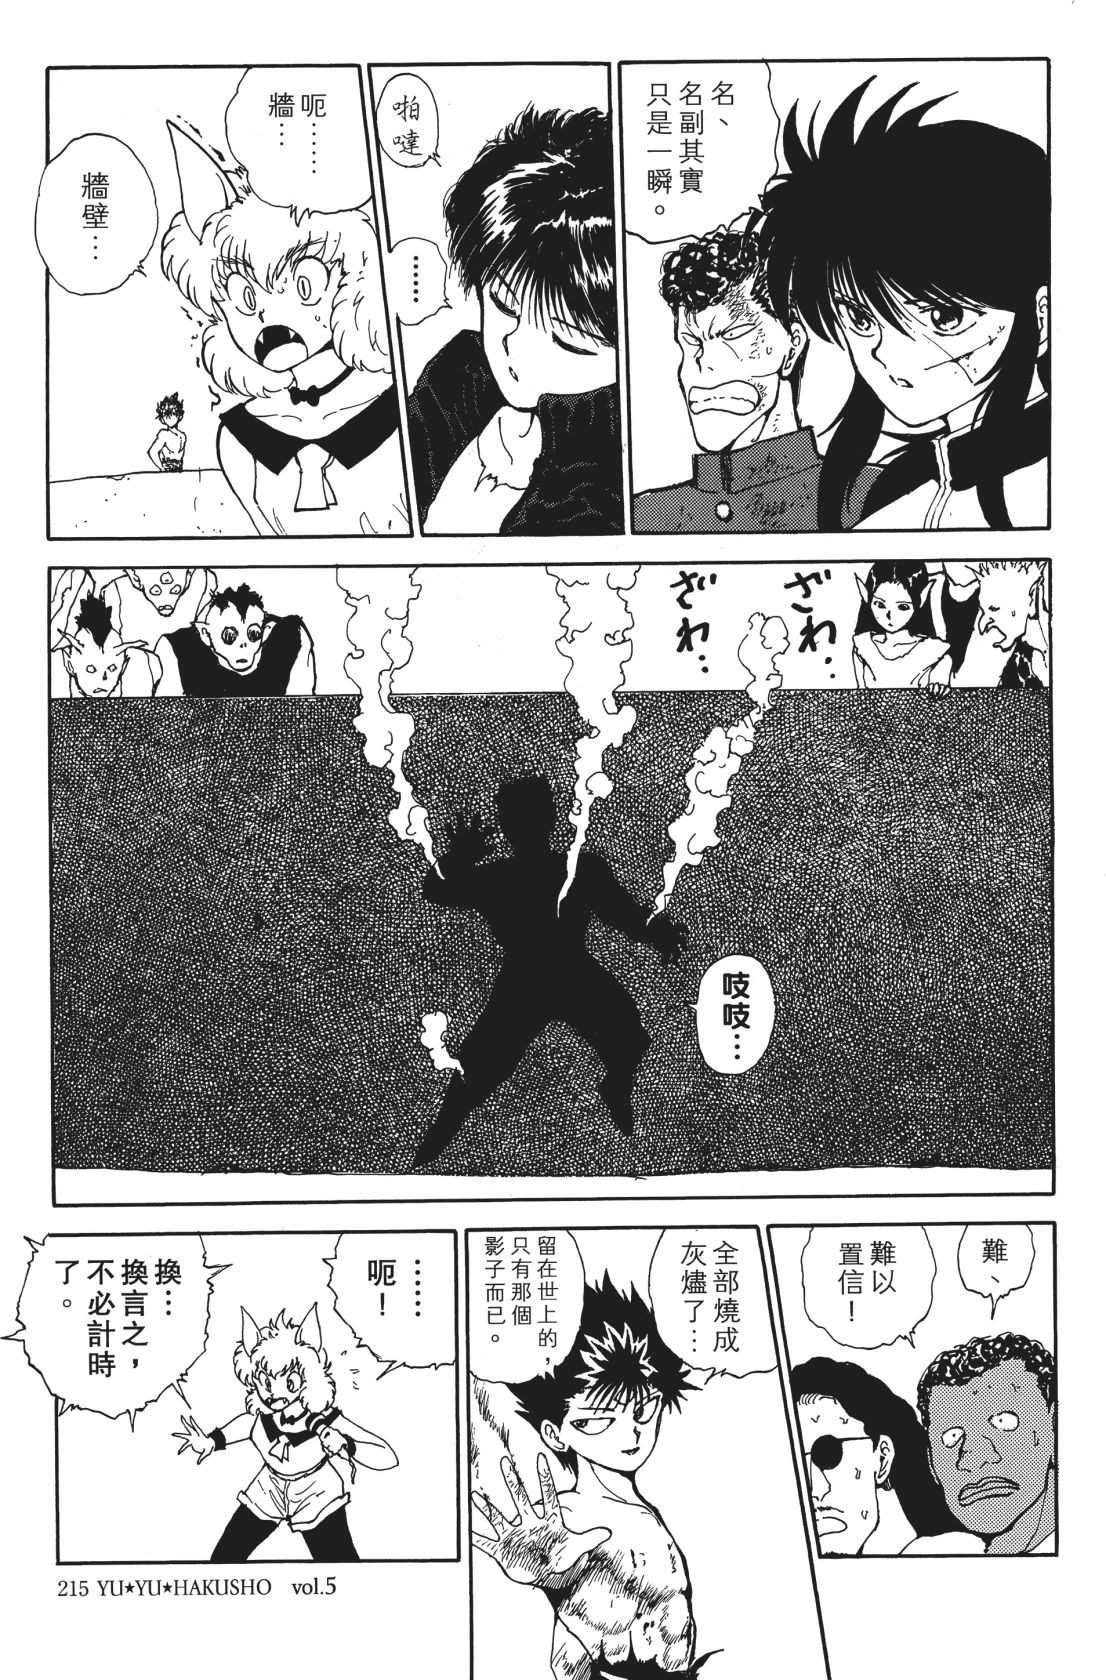 名、
名副其實
只是一瞬。
啪噠
……
呃……
牆…
牆壁…
ざわ…
ざわ…
吱吱…
難、
難以
置信！
全部燒成
灰燼了…
留在世上的，
只有那個
影子而已。
……
呃！
換…
換言之，
不必計時
了。
215 YU★YU★HAKUSHO vol.5